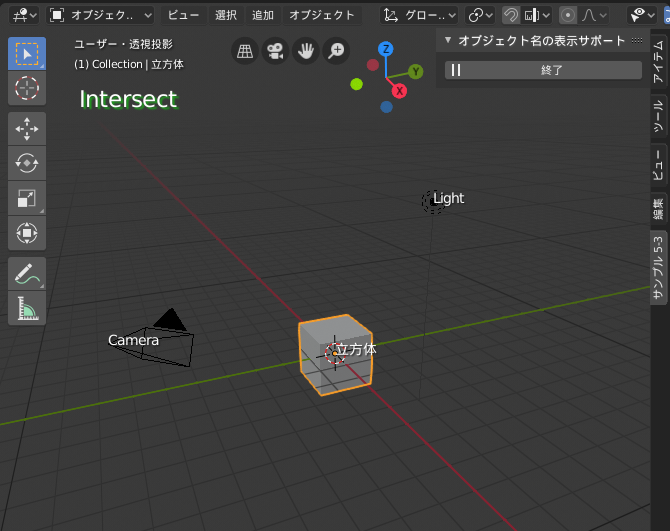 オブジェク..
ビュー
選択
追加
オブジェクト
グロー..
ユーザー・透視投影
(1) Collection | 立方体
Intersect
Z
Y
X
オブジェクト名の表示サポート
終了
アイテム
ツール
ビュー
編集
サンプル 5-3
Light
Camera
立方体